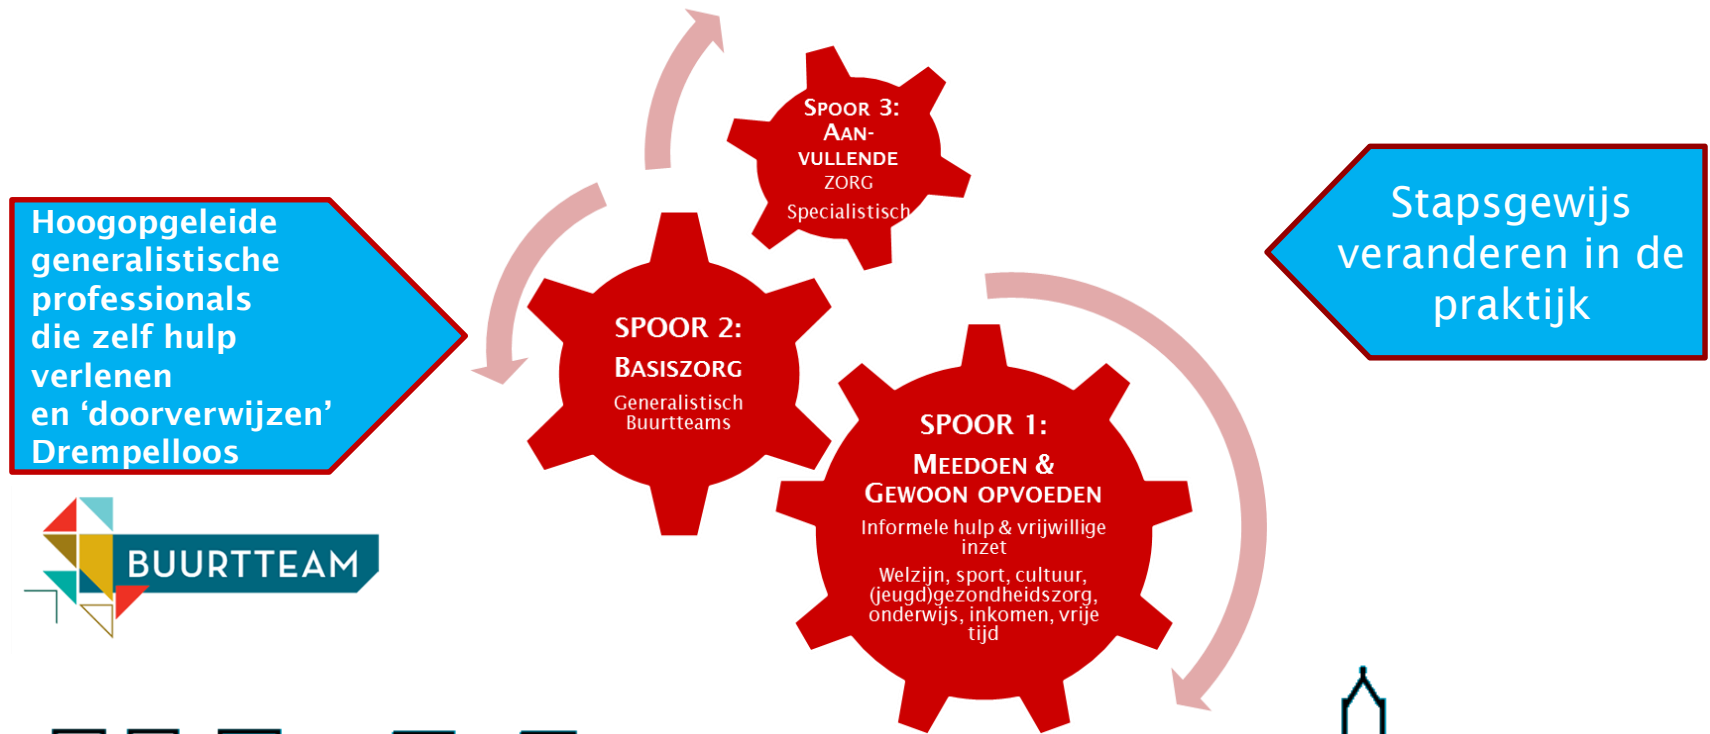 Hoogopgeleide
generalistische
professionals
die zelf hulp
verlenen
en ‘doorverwijzen’
Drempelloos
BUURTTEAM
SPOOR 3:
AAN-
VULLENDE
ZORG
Specialistisch
SPOOR 2:
BASISZORG
Generalistisch
Buurtteams
SPOOR 1:
MEEDOEN &
GEWOON OPVOEDEN
Informele hulp & vrijwillige
inzet
Welzijn, sport, cultuur,
(jeugd)gezondheidszorg,
onderwijs, inkomen, vrije
tijd
Stapsgewijs
veranderen in de
praktijk